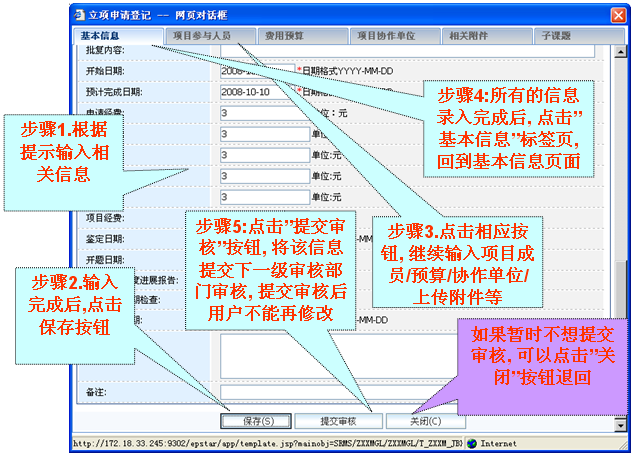 立项申请登记 -- 网页对话框
基本信息 项目参与人员 费用预算 项目协作单位 相关附件 子课题
批复内容:
开始日期: 2008-10-10 *日期格式YYYY-MM-DD
预计完成日期: 2008-10-10 *日期
申请经费: 3 单位：元
3 单位
3 单位:元
3 单位:元
3 单位:元
项目经费:
鉴定日期: -MM-DD
开题日期:
度进展报告:
期检查:
期: -MM-DD
备注:
保存(S) 提交审核 关闭(C)
http://172.18.33.245:9302/epstar/app/template.jsp?mainobj=SRMS/ZXXMGL/ZXXMGL/T_ZXXM_JBX Internet
步骤1.根据
提示输入相
关信息
步骤2.输入
完成后,点击
保存按钮
步骤3.点击相应按
钮,继续输入项目成
员/预算/协作单位/
上传附件等
步骤4:所有的信息
录入完成后,点击”
基本信息”标签页,
回到基本信息页面
步骤5:点击”提交审
核”按钮,将该信息
提交下一级审核部
门审核,提交审核后
用户不能再修改
如果暂时不想提交
审核,可以点击”关
闭”按钮退回